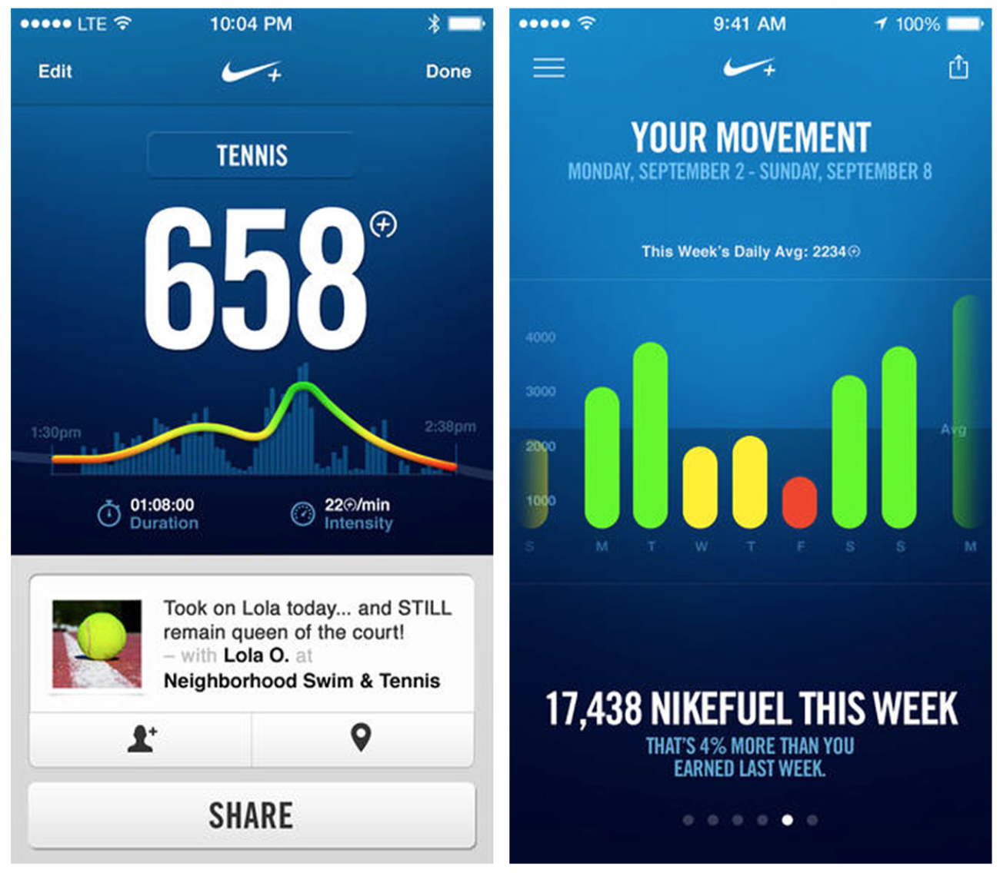 LTE 10:04 PM
Edit
Done
TENNIS
658
1:30pm
2:38pm
01:08:00
Duration
22/min
Intensity
Took on Lola today... and STILL
remain queen of the court!
– with Lola O. at
Neighborhood Swim & Tennis
SHARE
9:41 AM 100%
YOUR MOVEMENT
MONDAY, SEPTEMBER 2 - SUNDAY, SEPTEMBER 8
This Week's Daily Avg: 2234
4000
3000
Avg
2000
1000
S M T W T F S S M
17,438 NIKEFUEL THIS WEEK
THAT'S 4% MORE THAN YOU
EARNED LAST WEEK.